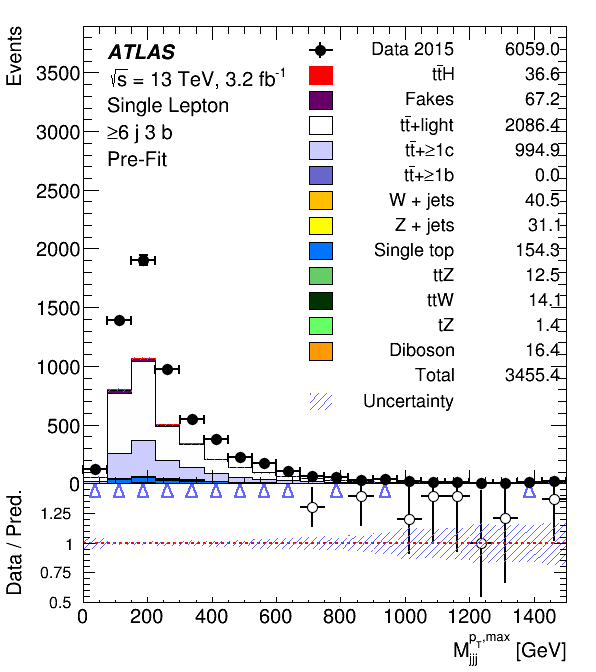 Events
3500
3000
2500
2000
1500
1000
500
0
ATLAS
√s = 13 TeV, 3.2 fb⁻¹
Single Lepton
≥6 j 3 b
Pre-Fit
Data 2015 6059.0
tt̄H 36.6
Fakes 67.2
tt̄+light 2086.4
tt̄+≥1c 994.9
tt̄+≥1b 0.0
W + jets 40.5
Z + jets 31.1
Single top 154.3
ttZ 12.5
ttW 14.1
tZ 1.4
Diboson 16.4
Total 3455.4
Uncertainty
Data / Pred.
1.25
1
0.75
0.5
0 200 400 600 800 1000 1200 1400
M_jjj^{p_T,max} [GeV]